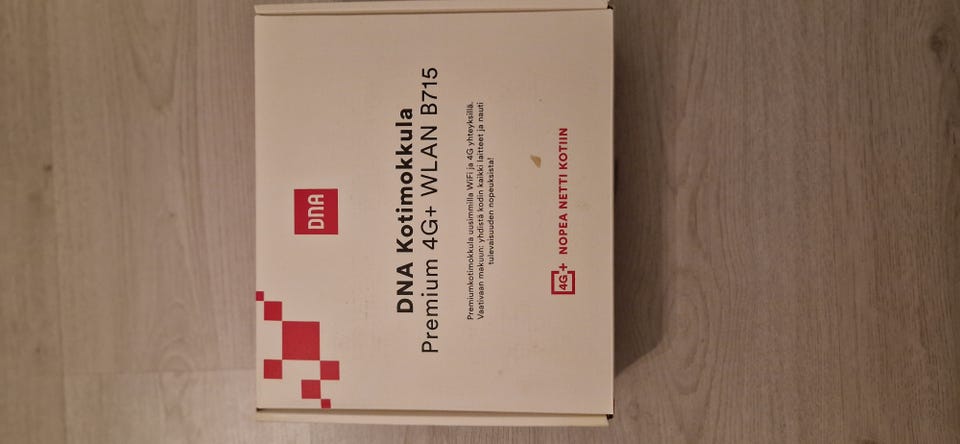 DNA
DNA Kotimokkula
Premium 4G+ WLAN B715
Premiumkotimokkula uusimmilla WiFi ja 4G yhteyksillä.
Vaativaan makuun: yhdistä kodin kaikki laitteet ja nauti
tulevaisuuden nopeuksista!
4G+ NOPEA NETTI KOTIIN